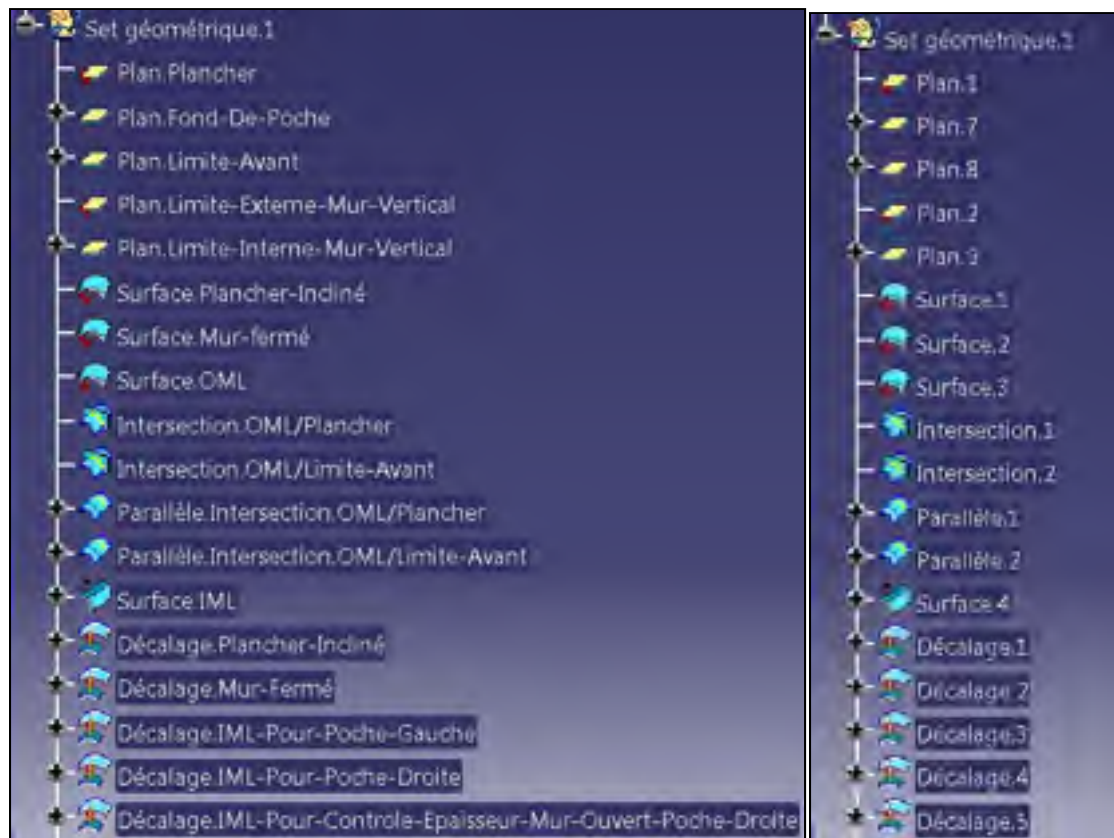 Set géométrique.1
Plan.Plancher
Plan.Fond-De-Poche
Plan.Limite-Avant
Plan.Limite-Externe-Mur-Vertical
Plan.Limite-Interne-Mur-Vertical
Surface.Plancher-Incliné
Surface.Mur-fermé
Surface.OML
Intersection.OML/Plancher
Intersection.OML/Limite-Avant
Parallèle.Intersection.OML/Plancher
Parallèle.Intersection.OML/Limite-Avant
Surface.IML
Décalage.Plancher-Incliné
Décalage.Mur-Fermé
Décalage.IML-Pour-Poche-Gauche
Décalage.IML-Pour-Poche-Droite
Décalage.IML-Pour-Controle-Epaisseur-Mur-Ouvert-Poche-Droite
Set géométrique.1
Plan.1
Plan.7
Plan.8
Plan.2
Plan.9
Surface.1
Surface.2
Surface.3
Intersection.1
Intersection.2
Parallèle.1
Parallèle.2
Surface.4
Décalage.1
Décalage.2
Décalage.3
Décalage.4
Décalage.5